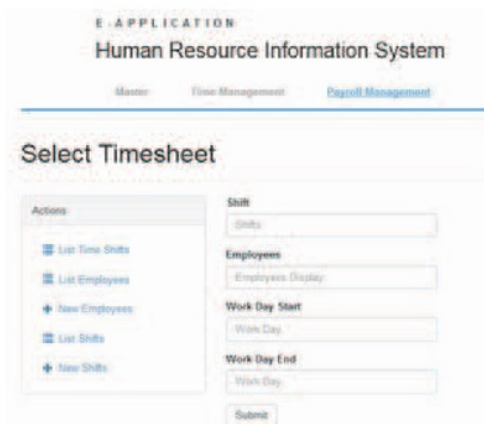 E-APPLICATION
Human Resource Information System
Master Time Management Payroll Management
Select Timesheet
Actions
List Time Shifts
List Employees
New Employees
List Shifts
New Shifts
Shift
Shifts
Employees
Employees Display
Work Day Start
Work Day
Work Day End
Work Day
Submit